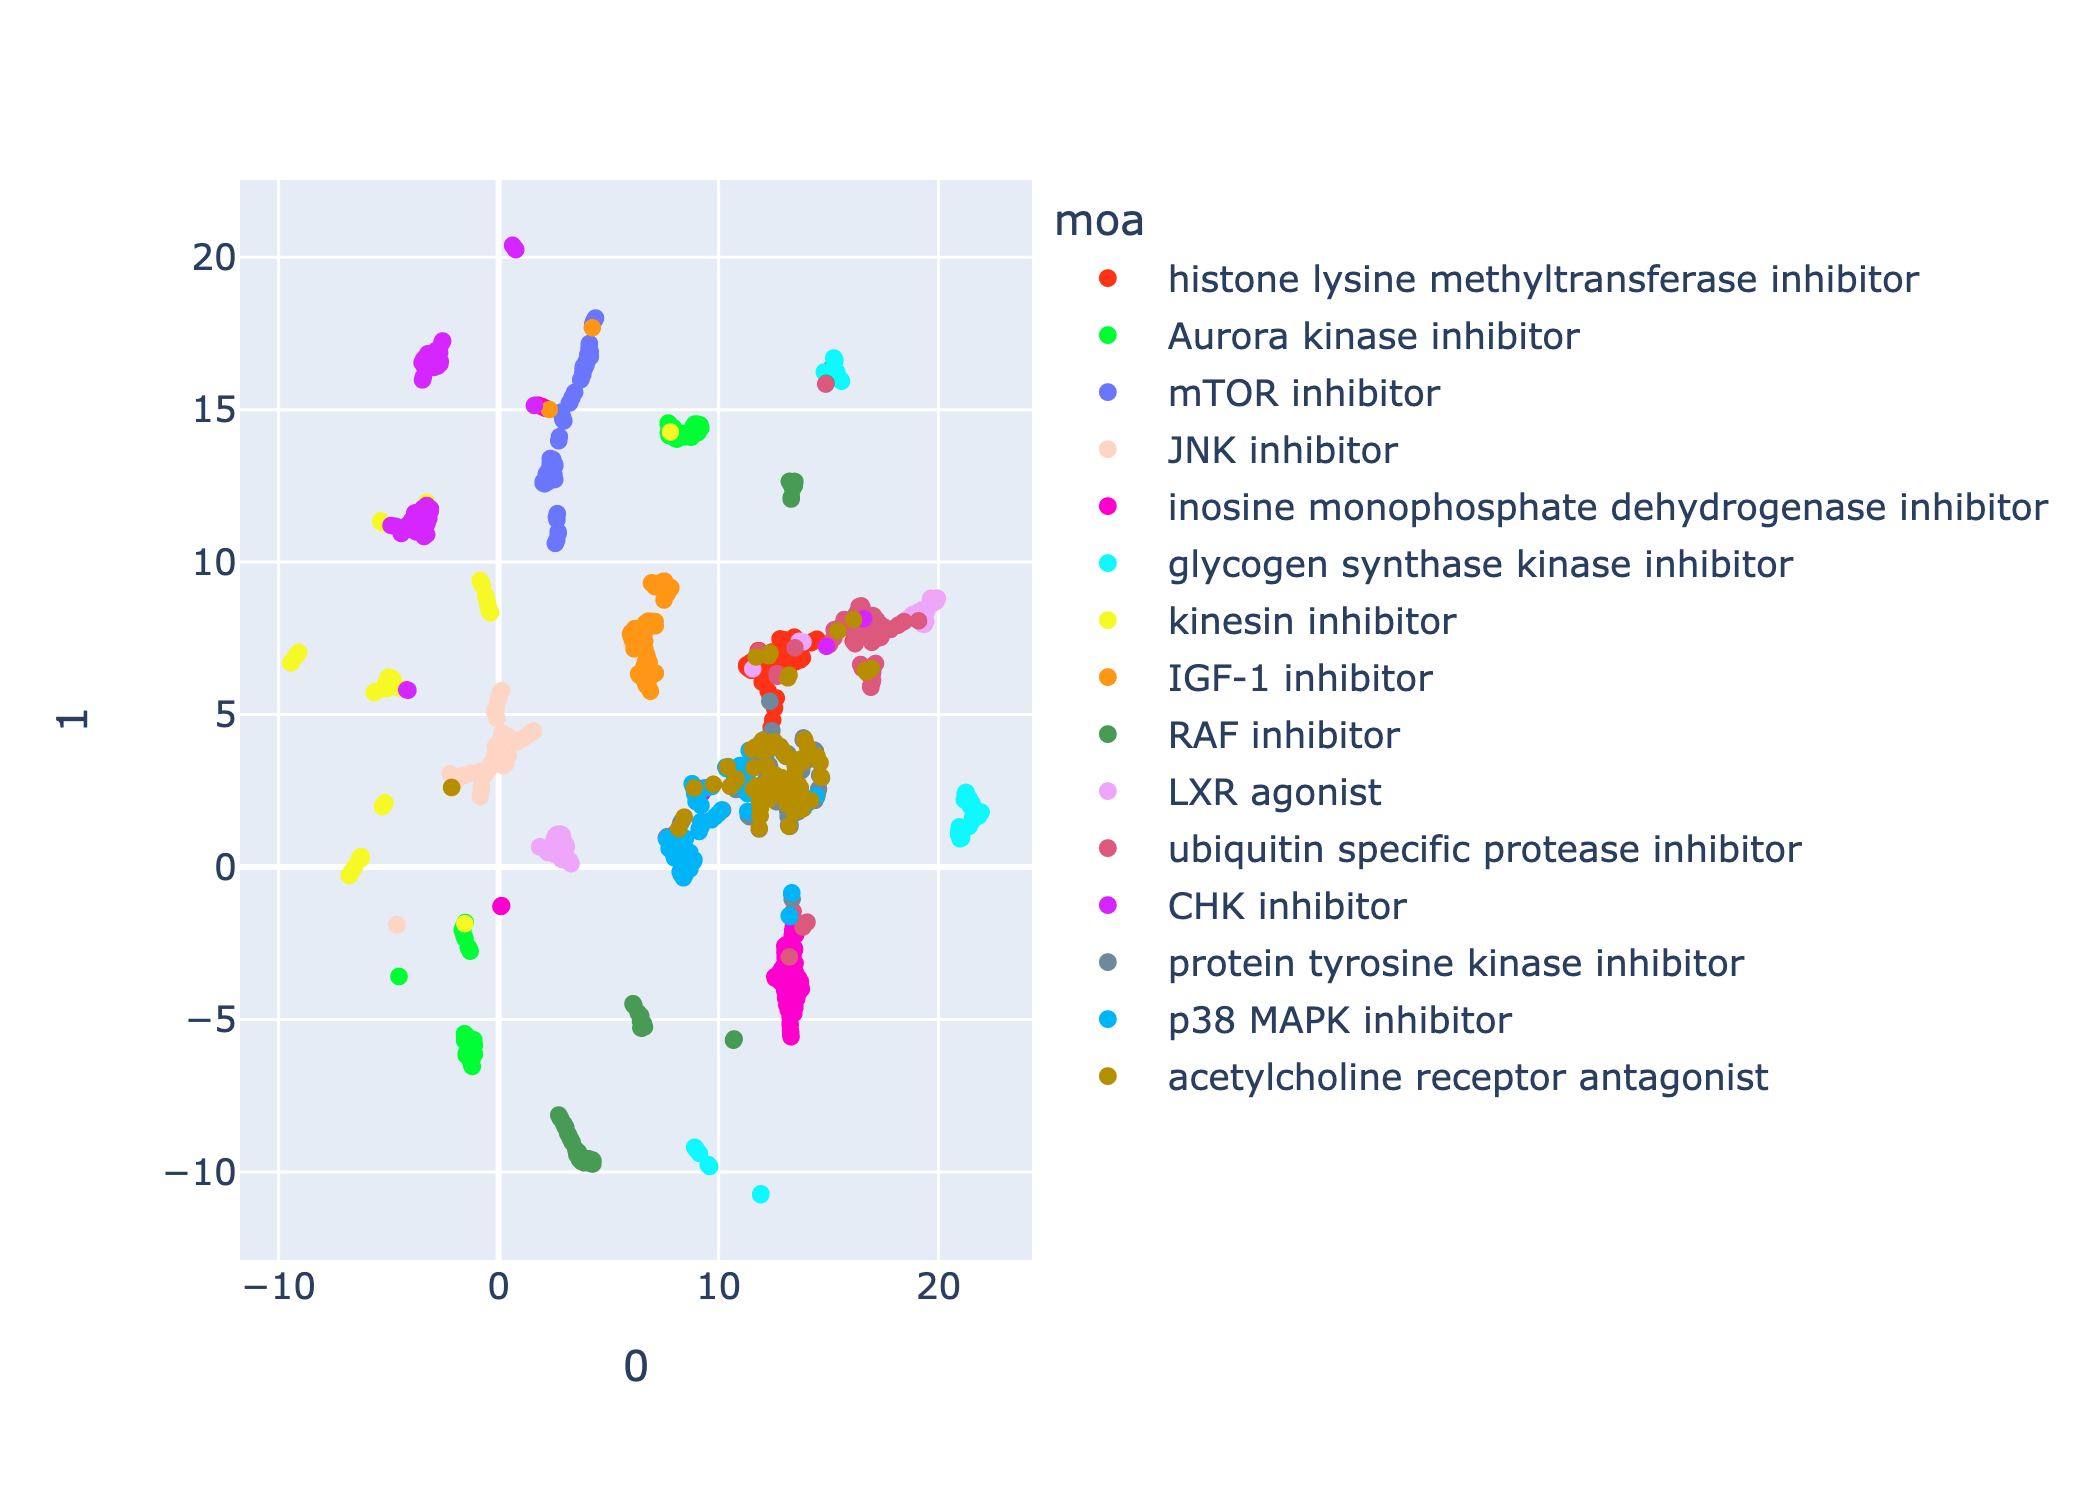 moa
histone lysine methyltransferase inhibitor
Aurora kinase inhibitor
mTOR inhibitor
JNK inhibitor
inosine monophosphate dehydrogenase inhibitor
glycogen synthase kinase inhibitor
kinesin inhibitor
IGF-1 inhibitor
RAF inhibitor
LXR agonist
ubiquitin specific protease inhibitor
CHK inhibitor
protein tyrosine kinase inhibitor
p38 MAPK inhibitor
acetylcholine receptor antagonist
20
15
10
5
0
−5
−10
1
−10 0 10 20
0